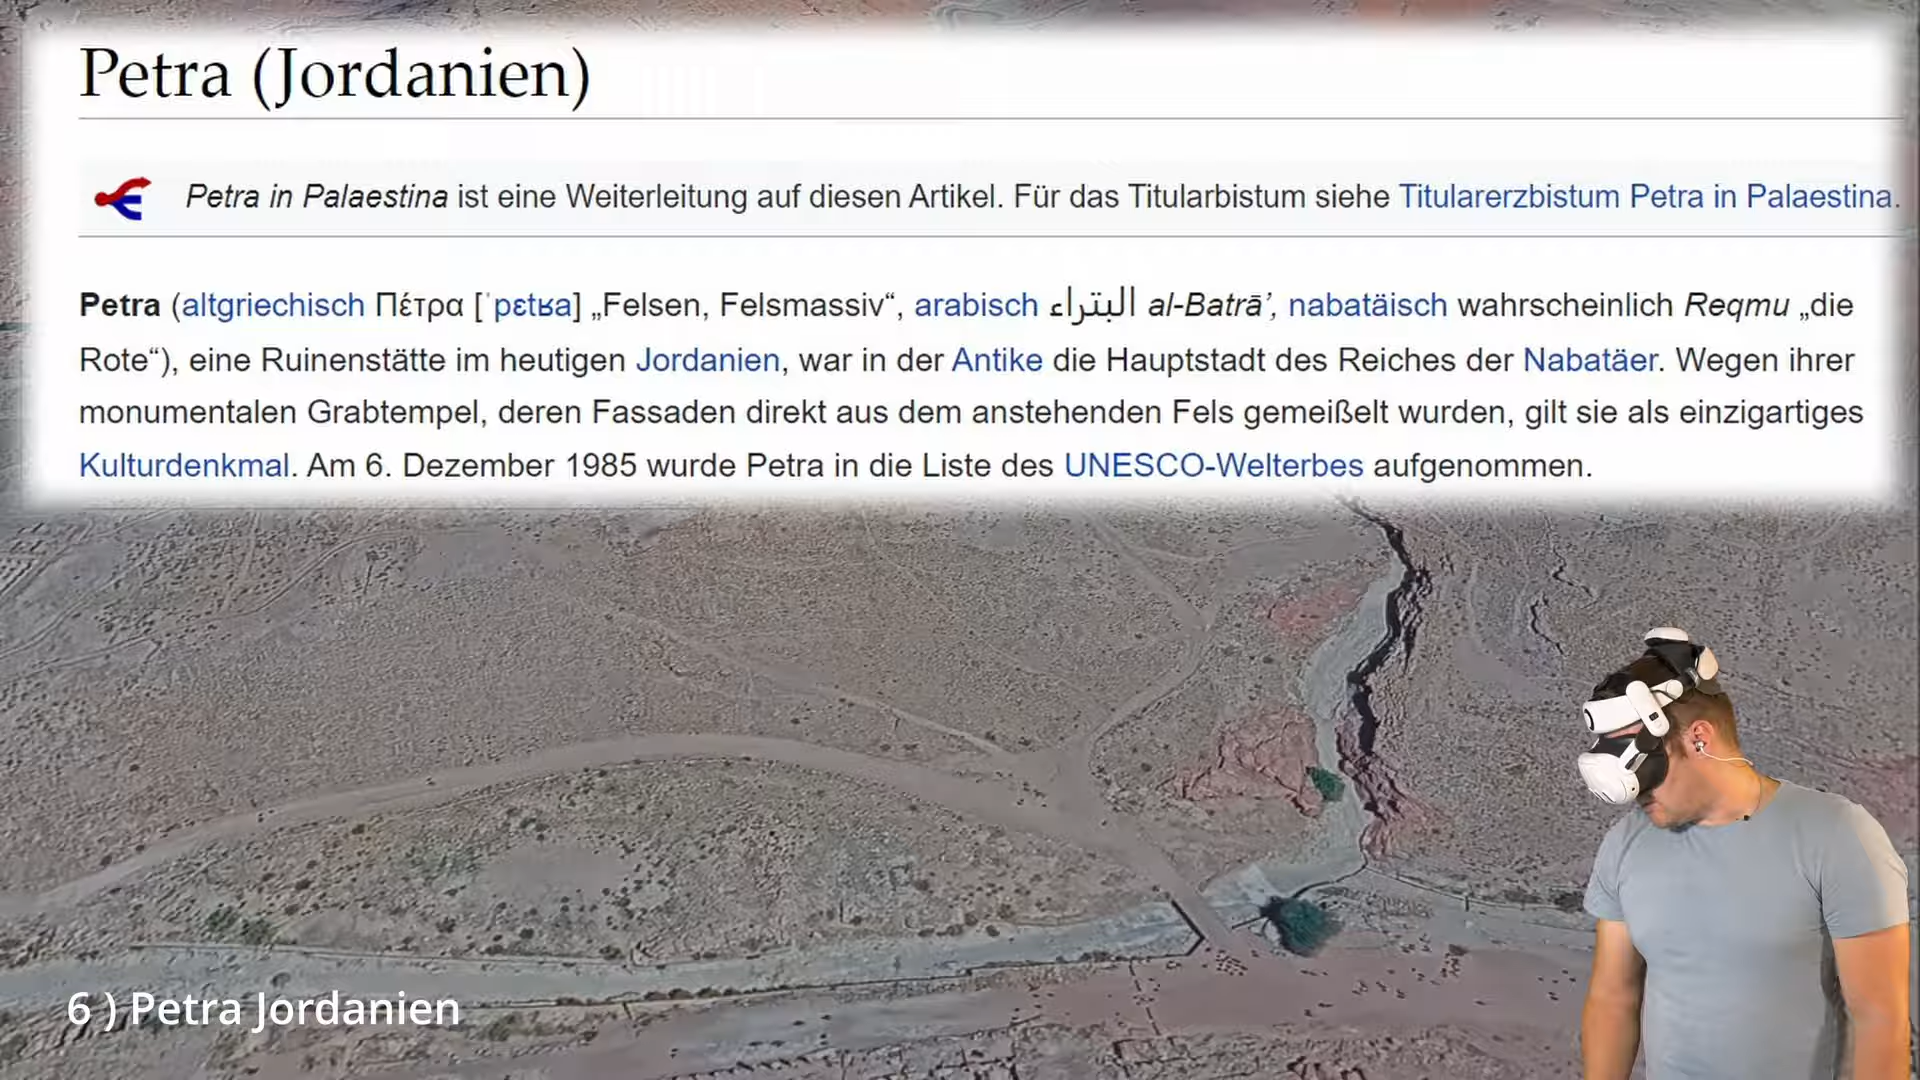 Petra (Jordanien)
Petra in Palaestina ist eine Weiterleitung auf diesen Artikel. Für das Titularbistum siehe Titularerzbistum Petra in Palaestina.
Petra (altgriechisch Πέτρα [ˈpɛtʁa] „Felsen, Felsmassiv“, arabisch البتراء al-Batrā’, nabatäisch wahrscheinlich Reqmu „die
Rote“), eine Ruinenstätte im heutigen Jordanien, war in der Antike die Hauptstadt des Reiches der Nabatäer. Wegen ihrer
monumentalen Grabtempel, deren Fassaden direkt aus dem anstehenden Fels gemeißelt wurden, gilt sie als einzigartiges
Kulturdenkmal. Am 6. Dezember 1985 wurde Petra in die Liste des UNESCO-Welterbes aufgenommen.
6 ) Petra Jordanien